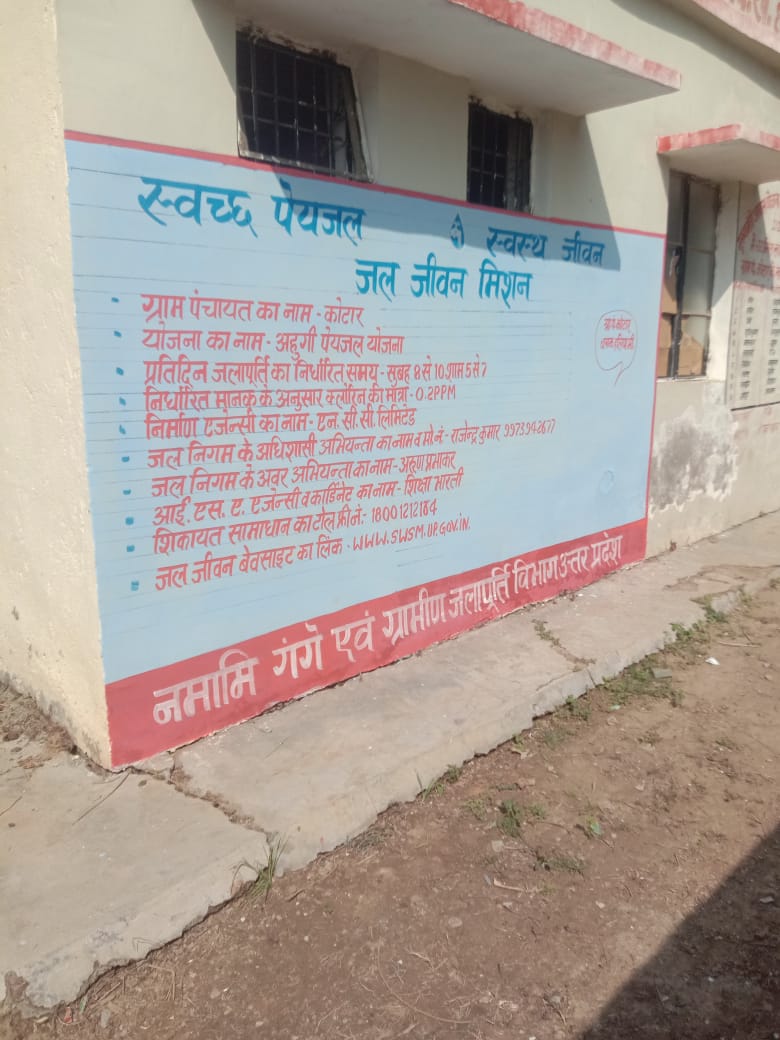 स्वच्छ पेयजल स्वस्थ जीवन
जल जीवन मिशन
ग्राम पंचायत का नाम - कोटार
योजना का नाम - अहुगी पेयजल योजना
प्रतिदिन जलापूर्ति का निर्धारित समय - सुबह 8 से 10 शाम 5 से 7
निर्धारित मानक के अनुसार क्लोरिन की मात्रा - 0.2PPM
निर्माण एजेन्सी का नाम - एन. सी. सी. लिमिटेड
जल निगम के अधिशासी अभियन्ता का नाम व मो.नं. - राजेन्द्र कुमार 9973942677
जल निगम के अवर अभियन्ता का नाम - अरुण प्रभाकर
आई. एस. ए. एजेन्सी व कार्डिनेट का नाम - शिक्षा भारती
शिकायत सामाधान का टोल फ्री नं:- 18001212184
जल जीवन बेवसाइट का लिंक - WWW.SWSM.UP.GOV.IN.
ग्राम कोटार
नमामि गंगे एवं ग्रामीण जलापूर्ति विभाग उत्तर प्रदेश